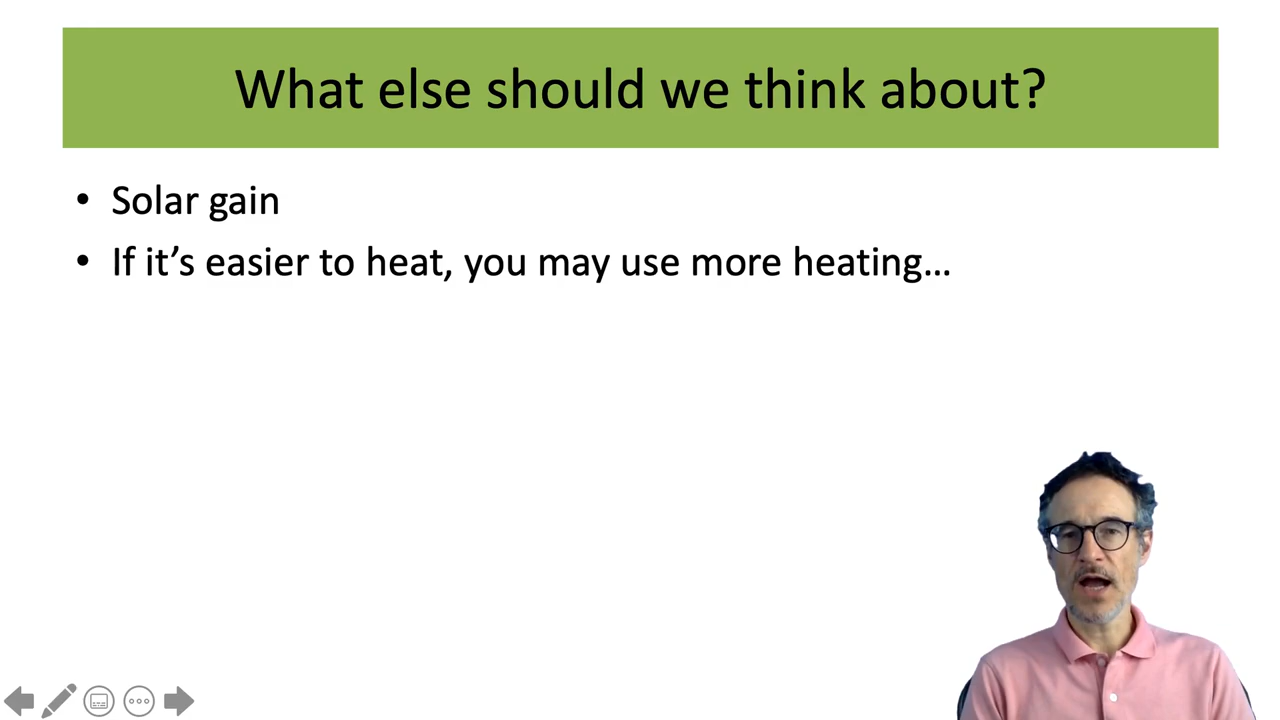 What else should we think about?
• Solar gain
• If it’s easier to heat, you may use more heating…